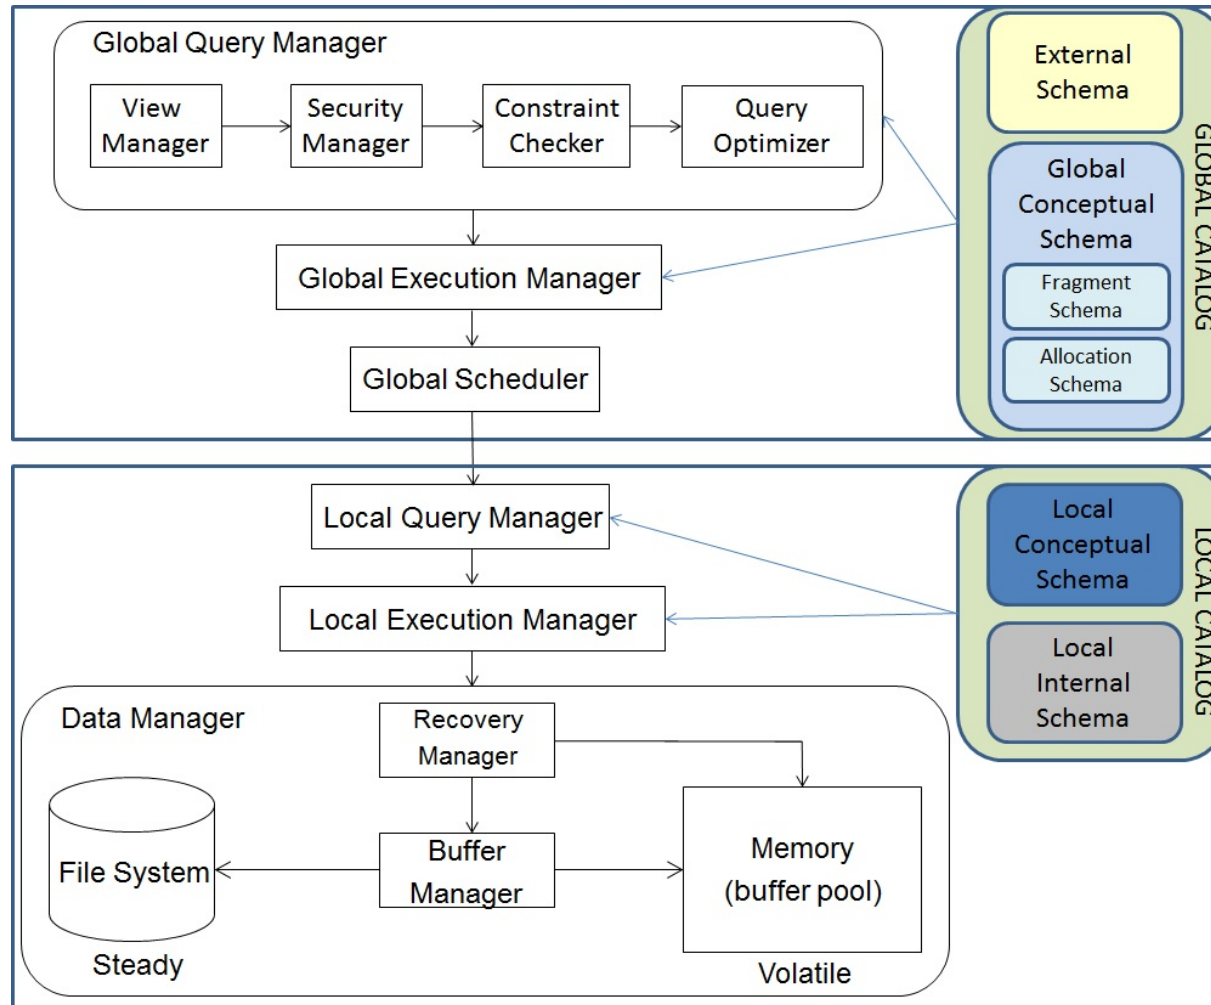 Global Query Manager
View
Manager
Security
Manager
Constraint
Checker
Query
Optimizer
Global Execution Manager
Global Scheduler
External
Schema
Global
Conceptual
Schema
Fragment
Schema
Allocation
Schema
GLOBAL CATALOG
Local Query Manager
Local Execution Manager
Local
Conceptual
Schema
Local
Internal
Schema
LOCAL CATALOG
Data Manager
Recovery
Manager
File System
Steady
Buffer
Manager
Memory
(buffer pool)
Volatile